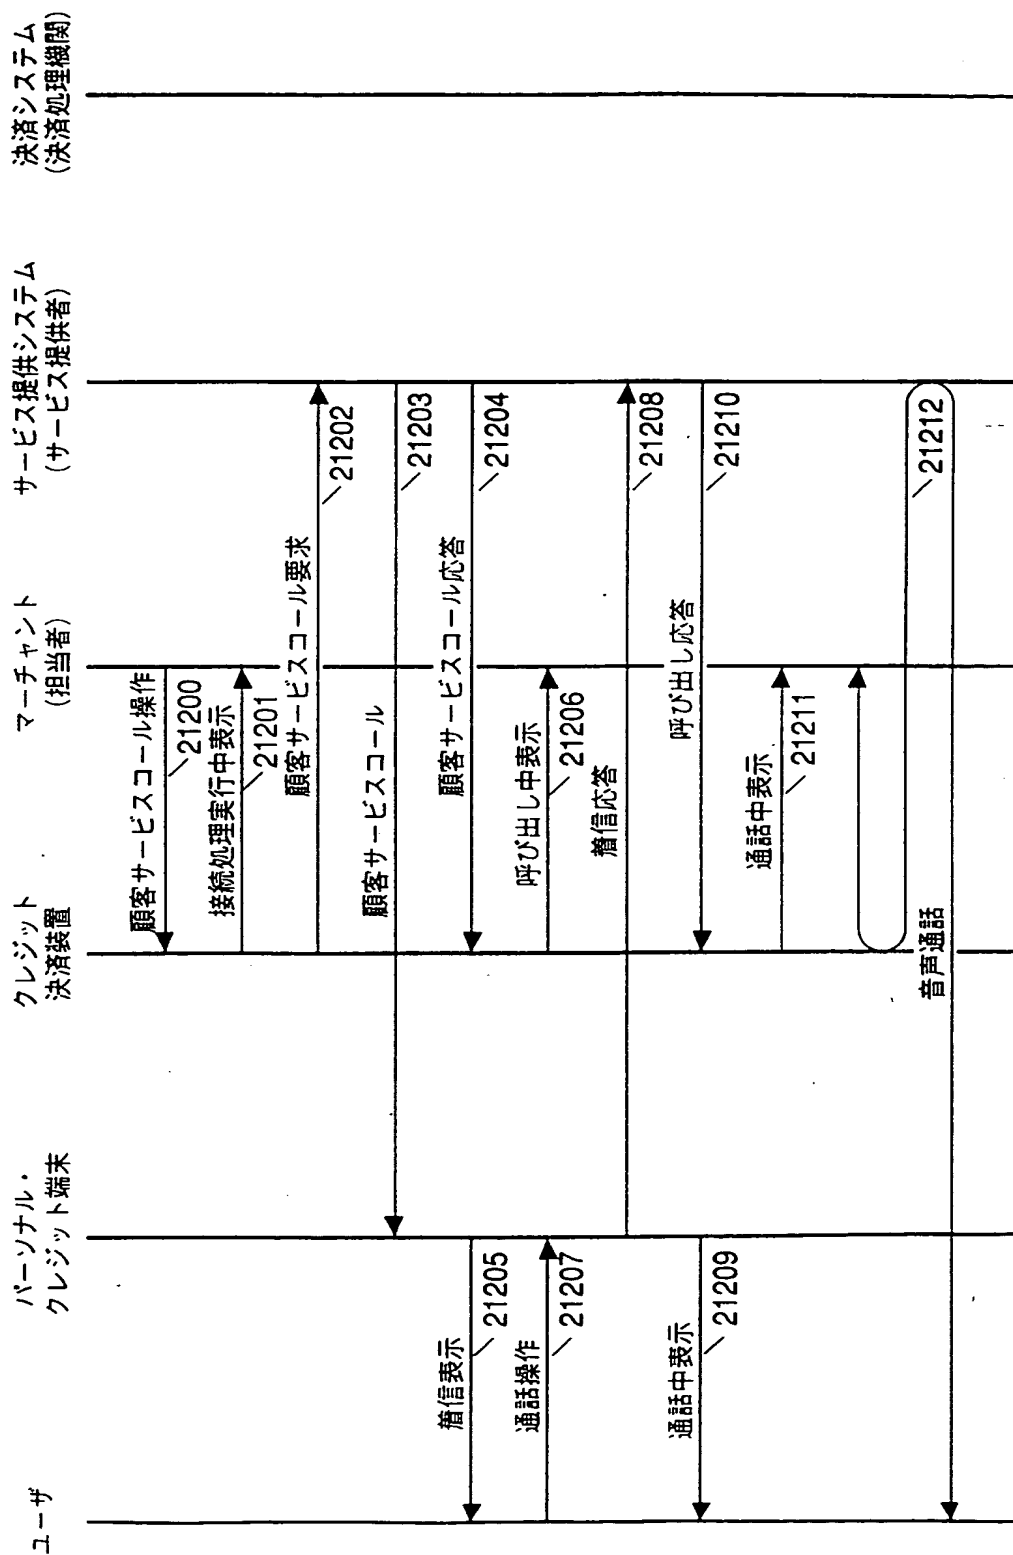 ユーザ
パーソナル・
クレジット端末
クレジット
決済装置
マーチャント
(担当者)
サービス提供システム
(サービス提供者)
決済システム
(決済処理機関)
顧客サービスコール操作
21200
接続処理実行中表示
21201
顧客サービスコール要求
21202
顧客サービスコール
21203
顧客サービスコール応答
21204
着信表示
21205
呼び出し中表示
21206
通話操作
21207
着信応答
21208
通話中表示
21209
呼び出し応答
21210
通話中表示
21211
音声通話
21212